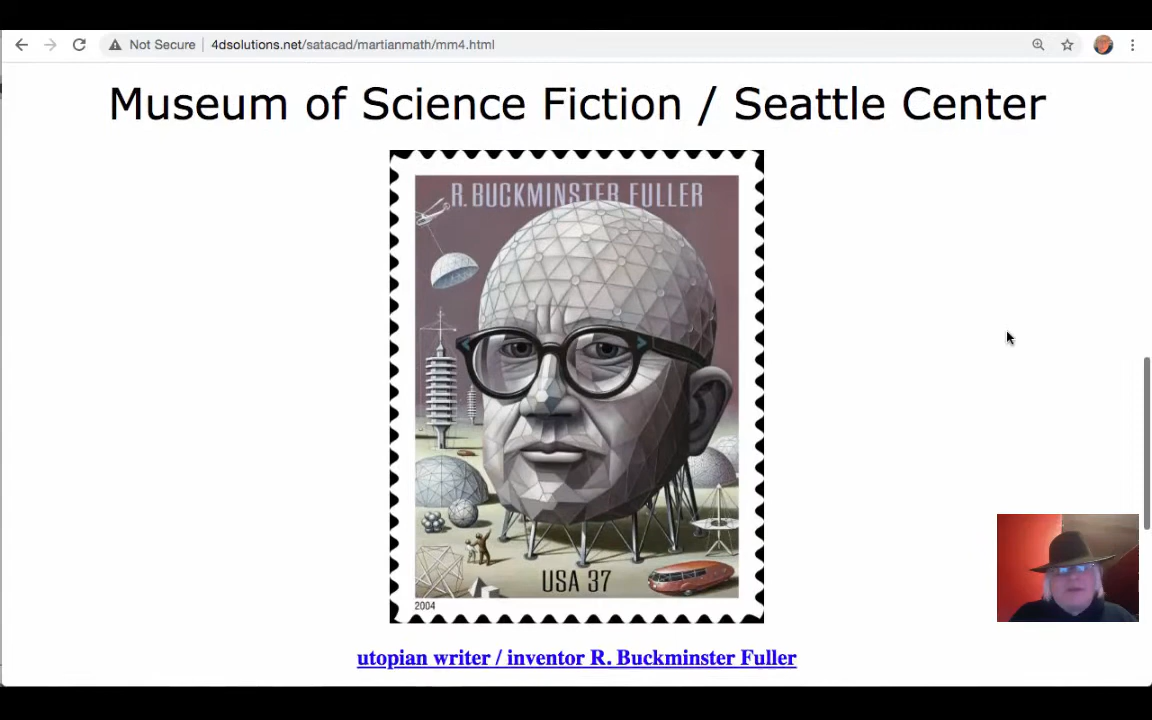 Not Secure
4dsolutions.net/satacad/martianmath/mm4.html
Museum of Science Fiction / Seattle Center
R. BUCKMINSTER FULLER
USA 37
2004
utopian writer / inventor R. Buckminster Fuller